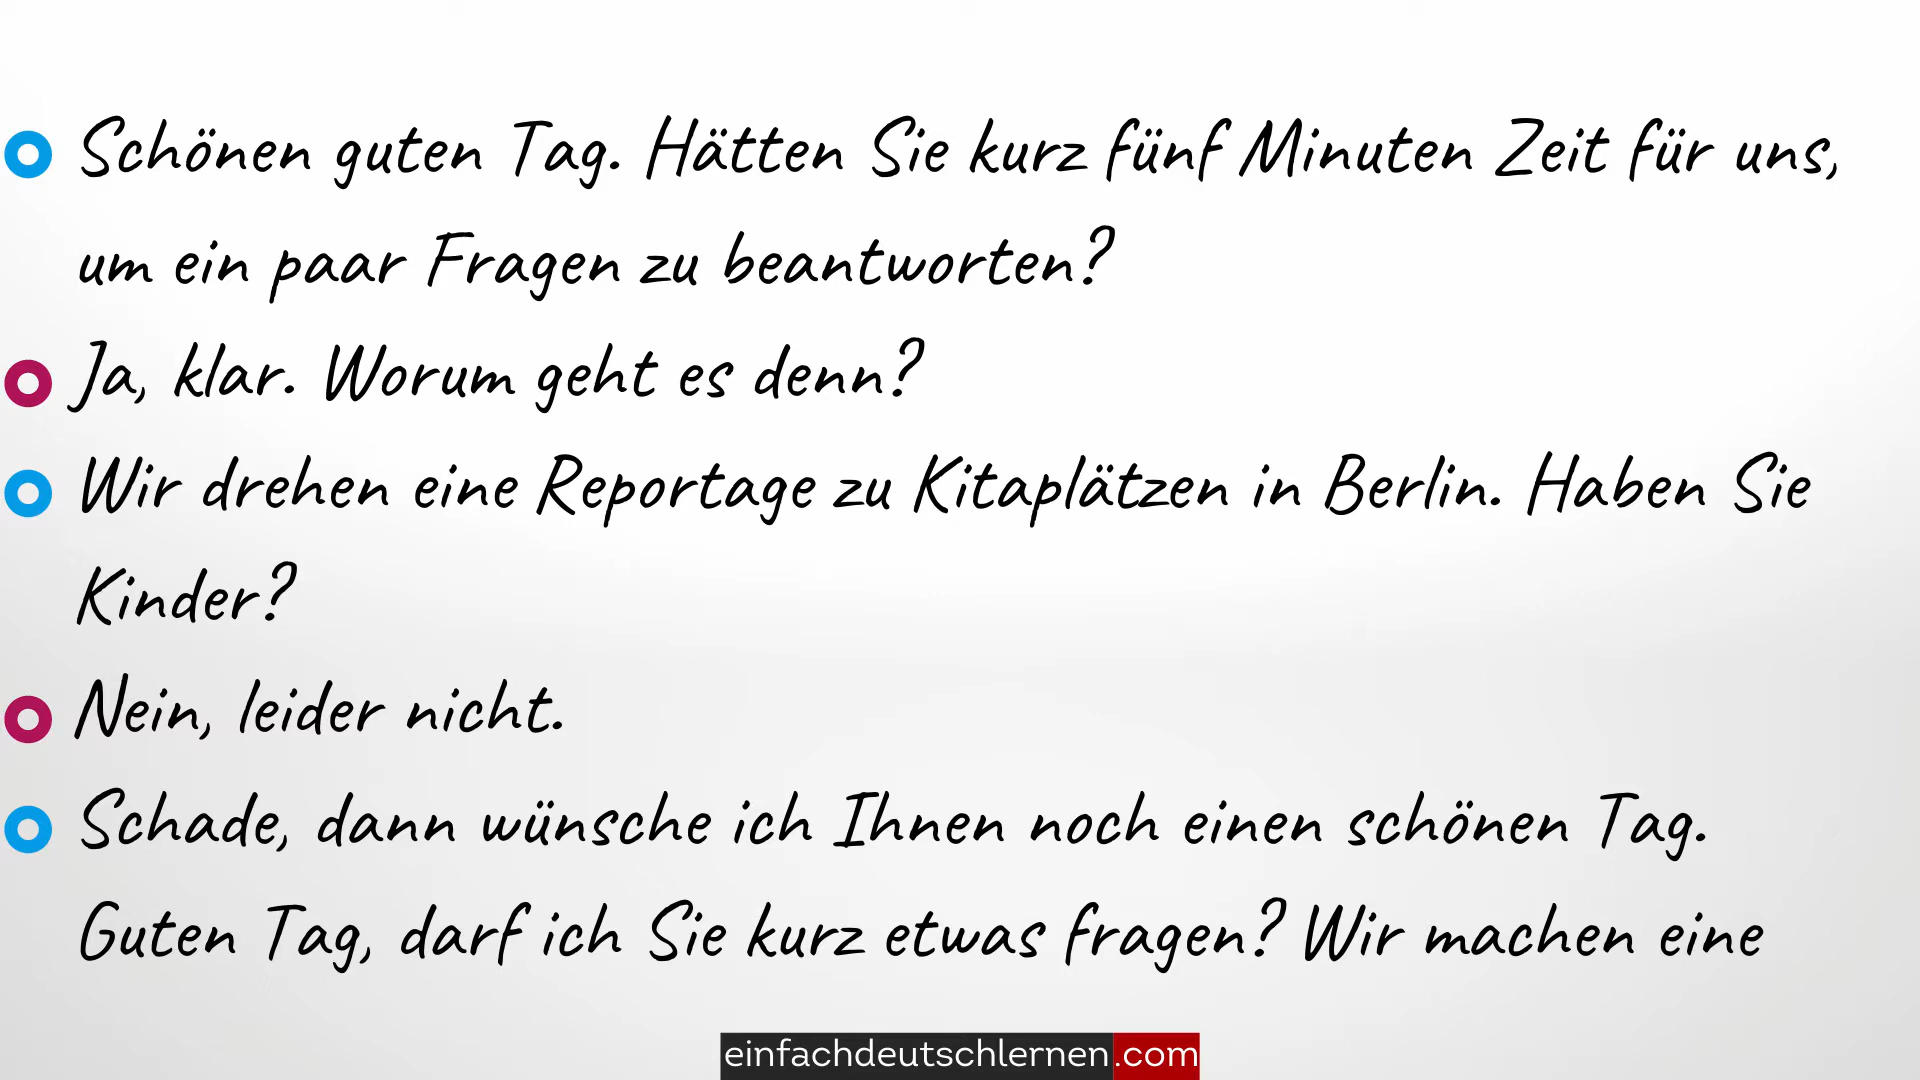 Schönen guten Tag. Hätten Sie kurz fünf Minuten Zeit für uns,
um ein paar Fragen zu beantworten?
Ja, klar. Worum geht es denn?
Wir drehen eine Reportage zu Kitaplätzen in Berlin. Haben Sie
Kinder?
Nein, leider nicht.
Schade, dann wünsche ich Ihnen noch einen schönen Tag.
Guten Tag, darf ich Sie kurz etwas fragen? Wir machen eine
einfachdeutschlernen.com